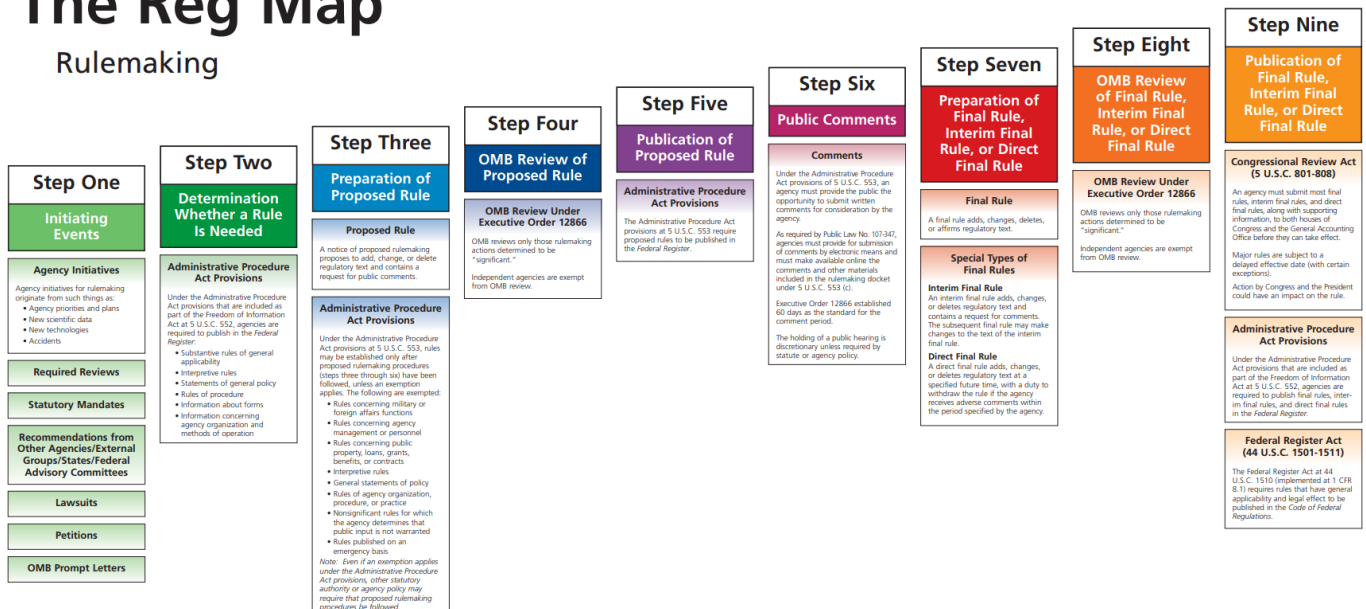 The Reg Map
Rulemaking
Step One
Initiating
Events
Agency Initiatives
Agency initiatives for rulemaking
originate from such things as:
• Agency priorities and plans
• New scientific data
• New technologies
• Accidents
Required Reviews
Statutory Mandates
Recommendations from
Other Agencies/External
Groups/States/Federal
Advisory Committees
Lawsuits
Petitions
OMB Prompt Letters
Step Two
Determination
Whether a Rule
Is Needed
Administrative Procedure
Act Provisions
Under the Administrative Procedure
Act provisions that are included as
part of the Freedom of Information
Act at 5 U.S.C. 552, agencies are
required to publish in the Federal
Register:
• Substantive rules of general
applicability
• Interpretive rules
• Statements of general policy
• Rules of procedure
• Information about forms
• Information concerning
agency organization and
methods of operation
Step Three
Preparation of
Proposed Rule
Proposed Rule
A notice of proposed rulemaking
proposes to add, change, or delete
regulatory text and contains a
request for public comments.
Administrative Procedure
Act Provisions
Under the Administrative Procedure
Act provisions at 5 U.S.C. 553, rules
may be established only after
proposed rulemaking procedures
(steps three through six) have been
followed, unless an exemption
applies. The following are exempted:
• Rules concerning military or
foreign affairs functions
• Rules concerning agency
management or personnel
• Rules concerning public
property, loans, grants,
benefits, or contracts
• Interpretive rules
• General statements of policy
• Rules of agency organization,
procedure, or practice
• Nonsignificant rules for which
the agency determines that
public input is not warranted
• Rules published on an
emergency basis
Note: Even if an exemption applies
under the Administrative Procedure
Act provisions, other statutory
authority or agency policy may
require that proposed rulemaking
procedures be followed.
Step Four
OMB Review of
Proposed Rule
OMB Review Under
Executive Order 12866
OMB reviews only those rulemaking
actions determined to be
“significant.”
Independent agencies are exempt
from OMB review.
Step Five
Publication of
Proposed Rule
Administrative Procedure
Act Provisions
The Administrative Procedure Act
provisions at 5 U.S.C. 553 require
proposed rules to be published in
the Federal Register.
Step Six
Public Comments
Comments
Under the Administrative Procedure
Act provisions of 5 U.S.C. 553, an
agency must provide the public the
opportunity to submit written
comments for consideration by the
agency.
As required by Public Law No. 107-347,
agencies must provide for submission
of comments by electronic means and
must make available online the
comments and other materials
included in the rulemaking docket
under 5 U.S.C. 553 (c).
Executive Order 12866 established
60 days as the standard for the
comment period.
The holding of a public hearing is
discretionary unless required by
statute or agency policy.
Step Seven
Preparation of
Final Rule,
Interim Final
Rule, or Direct
Final Rule
Final Rule
A final rule adds, changes, deletes,
or affirms regulatory text.
Special Types of
Final Rules
Interim Final Rule
An interim final rule adds, changes,
or deletes regulatory text and
contains a request for comments.
The subsequent final rule may make
changes to the text of the interim
final rule.
Direct Final Rule
A direct final rule adds, changes,
or deletes regulatory text at a
specified future time, with a duty to
withdraw the rule if the agency
receives adverse comments within
the period specified by the agency.
Step Eight
OMB Review
of Final Rule,
Interim Final
Rule, or Direct
Final Rule
OMB Review Under
Executive Order 12866
OMB reviews only those rulemaking
actions determined to be
“significant.”
Independent agencies are exempt
from OMB review.
Step Nine
Publication of
Final Rule,
Interim Final
Rule, or Direct
Final Rule
Congressional Review Act
(5 U.S.C. 801-808)
An agency must submit most final
rules, interim final rules, and direct
final rules, along with supporting
information, to both houses of
Congress and the General Accounting
Office before they can take effect.
Major rules are subject to a
delayed effective date (with certain
exceptions).
Action by Congress and the President
could have an impact on the rule.
Administrative Procedure
Act Provisions
Under the Administrative Procedure
Act provisions that are included as
part of the Freedom of Information
Act at 5 U.S.C. 552, agencies are
required to publish final rules, inter-
im final rules, and direct final rules
in the Federal Register.
Federal Register Act
(44 U.S.C. 1501-1511)
The Federal Register Act at 44
U.S.C. 1510 (implemented at 1 CFR
8.1) requires rules that have general
applicability and legal effect to be
published in the Code of Federal
Regulations.